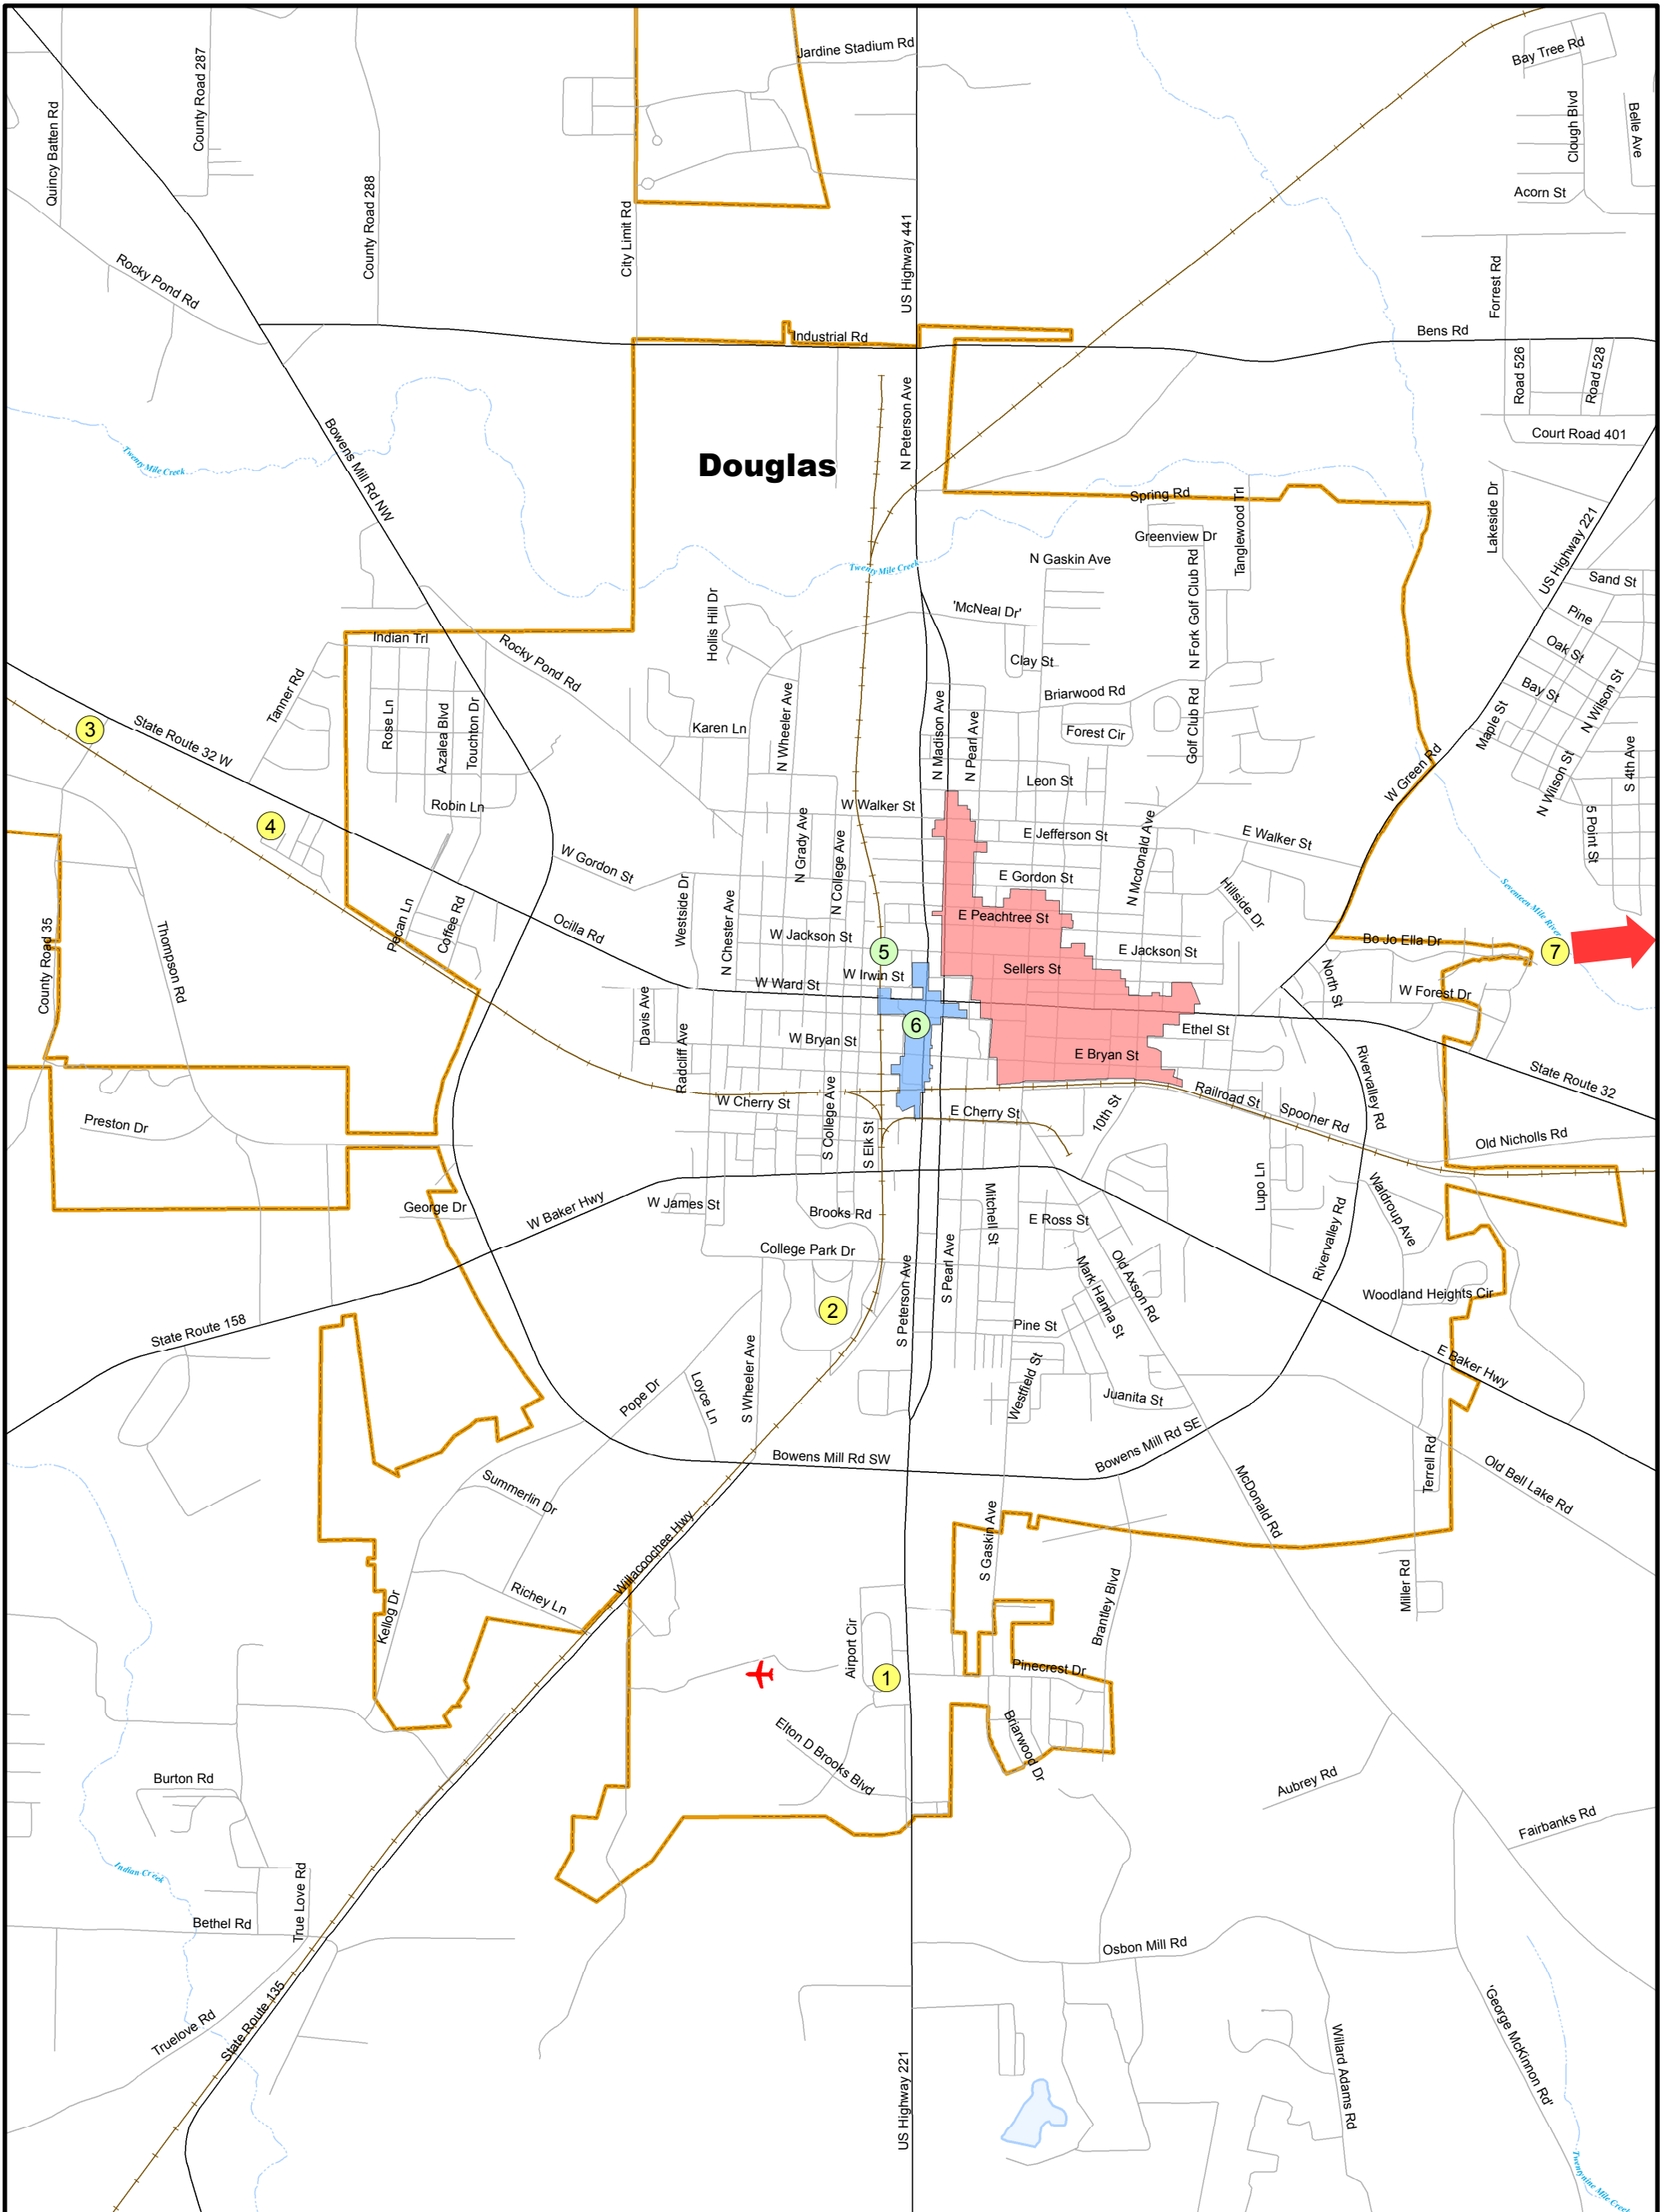 Jardine Stadium Rd
Bay Tree Rd
County Road 287
Quincy Batten Rd
Clough Blvd
Belle Ave
Acorn St
County Road 288
City Limit Rd
US Highway 441
Rocky Pond Rd
Forrest Rd
Industrial Rd
Bens Rd
Road 526
Road 528
N Peterson Ave
Court Road 401
Bowens Mill Rd NW
Twenty Mile Creek
Douglas
Spring Rd
Tanglewood Trl
Lakeside Dr
US Highway 221
Greenview Dr
N Gaskin Ave
Twenty Mile Creek
N Fork Golf Club Rd
Sand St
Pine
'McNeal Dr'
Hollis Hill Dr
Indian Trl
Rocky Pond Rd
Clay St
Oak St
Tanner Rd
Briarwood Rd
Bay St
N Wilson St
3
State Route 32 W
Rose Ln
Azalea Blvd
Touchton Dr
Karen Ln
N Wheeler Ave
N Madison Ave
N Pearl Ave
Forest Cir
Golf Club Rd
Maple St
S 4th Ave
Leon St
W Green Rd
N Wilson St
4
Robin Ln
W Walker St
E Jefferson St
E Walker St
5 Point St
N Grady Ave
N College Ave
N Mcdonald Ave
W Gordon St
E Gordon St
Hillside Dr
Seventeen Mile River
Westside Dr
Pecan Ln
Coffee Rd
Ocilla Rd
N Chester Ave
E Peachtree St
County Road 35
Thompson Rd
W Jackson St
5
E Jackson St
Bo Jo Ella Dr
7
W Irwin St
Sellers St
W Ward St
North St
W Forest Dr
Davis Ave
6
Ethel St
Radcliff Ave
W Bryan St
E Bryan St
Rivervalley Rd
State Route 32
W Cherry St
S College Ave
S Elk St
E Cherry St
10th St
Railroad St
Spooner Rd
Preston Dr
Old Nicholls Rd
George Dr
W Baker Hwy
W James St
Brooks Rd
Mitchell St
E Ross St
Lupo Ln
Waldroup Ave
Rivervalley Rd
College Park Dr
S Pearl Ave
Old Axson Rd
Mark Hanna St
Woodland Heights Cir
State Route 158
2
S Peterson Ave
Pine St
E Baker Hwy
S Wheeler Ave
Pope Dr
Loyce Ln
Westfield St
Juanita St
Bowens Mill Rd SW
Bowens Mill Rd SE
McDonald Rd
Terrell Rd
Old Bell Lake Rd
Summerlin Dr
Willacoochee Hwy
S Gaskin Ave
Richey Ln
Kellog Dr
Brantley Blvd
Miller Rd
Airport Cir
1
Pinecrest Dr
Elton D Brooks Blvd
Briarwood Dr
Burton Rd
Aubrey Rd
Fairbanks Rd
Indian Creek
True Love Rd
Bethel Rd
Osbon Mill Rd
State Route 135
Truelove Rd
US Highway 221
Willard Adams Rd
'George McKinnon Rd'
Twentynine Mile Creek